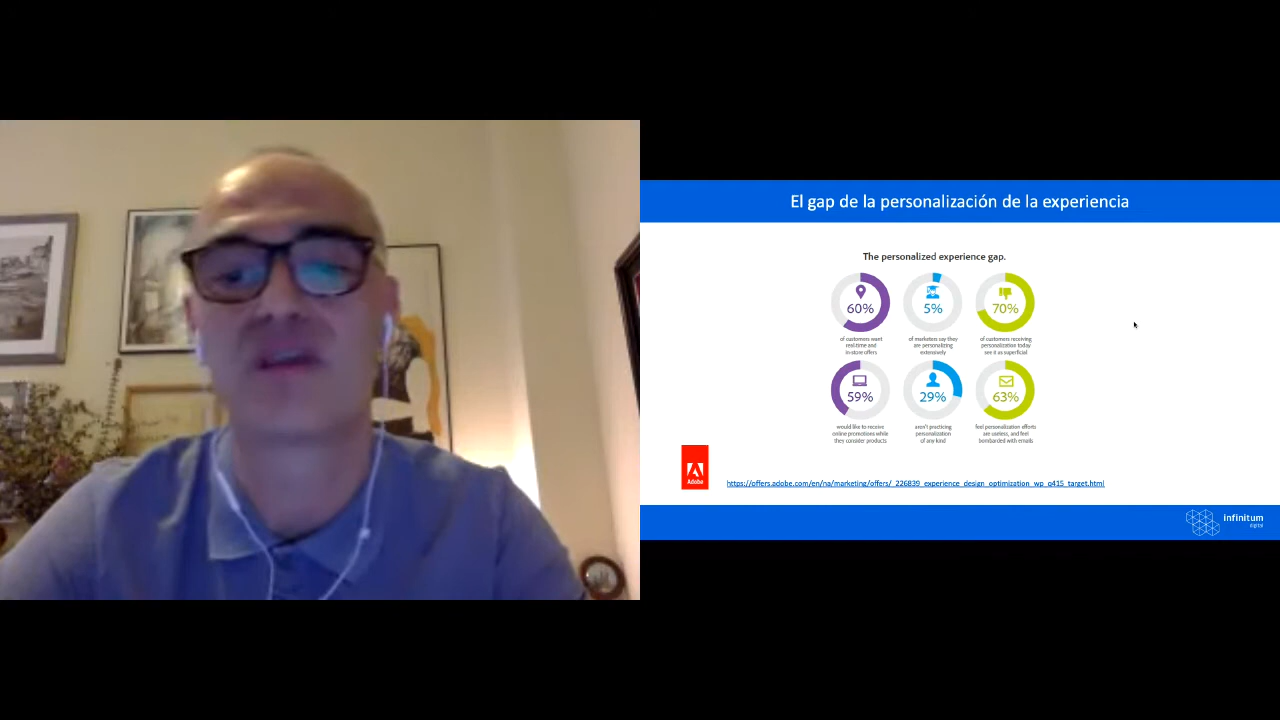 El gap de la personalización de la experiencia
The personalized experience gap.
60%
of customers want
real-time and
in-store offers
5%
of marketers say they
are personalizing
extensively
70%
of customers receiving
personalization today
see it as superficial
59%
would like to receive
online promotions while
they consider products
29%
aren't practicing
personalization
of any kind
63%
feel personalization efforts
are useless, and feel
bombarded with emails
Adobe
https://offers.adobe.com/en/na/marketing/offers/_226839_experience_design_optimization_wp_q415_target.html
infinitum
digital